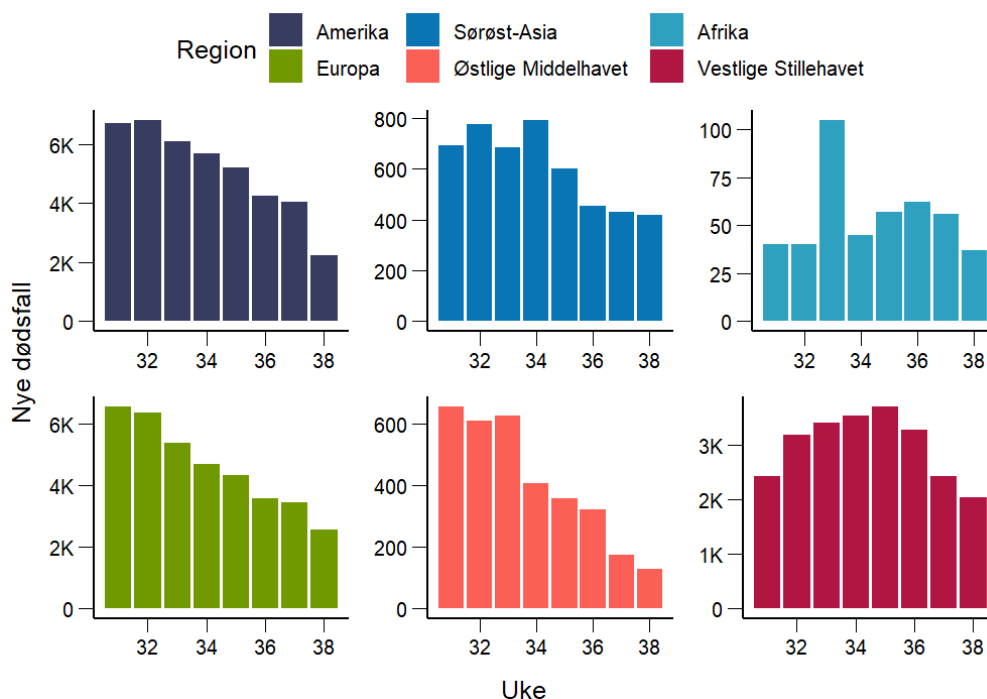 Region
Amerika
Sørøst-Asia
Afrika
Europa
Østlige Middelhavet
Vestlige Stillehavet
Nye dødsfall
6K
4K
2K
0
32 34 36 38
800
600
400
200
0
32 34 36 38
100
75
50
25
0
32 34 36 38
6K
4K
2K
0
32 34 36 38
600
400
200
0
32 34 36 38
3K
2K
1K
0
32 34 36 38
Uke